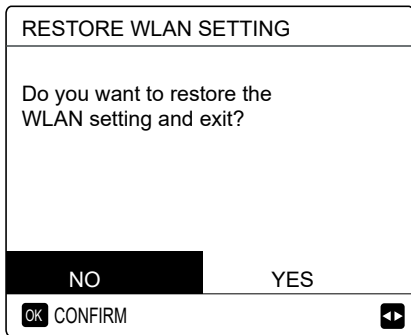 RESTORE WLAN SETTING
Do you want to restore the
WLAN setting and exit?
NO YES
OK CONFIRM